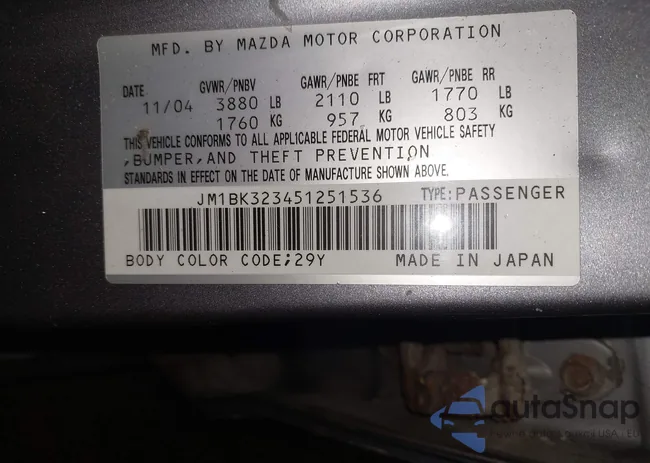 MFD. BY MAZDA MOTOR CORPORATION
DATE GVWR/PNBV GAWR/PNBE FRT GAWR/PNBE RR
11/04 3880 LB 2110 LB 1770 LB
1760 KG 957 KG 803 KG
THIS VEHICLE CONFORMS TO ALL APPLICABLE FEDERAL MOTOR VEHICLE SAFETY
,BUMPER,AND THEFT PREVENTION
STANDARDS IN EFFECT ON THE DATE OF MANUFACTURE SHOWN ABOVE.
JM1BK323451251536 TYPE:PASSENGER
BODY COLOR CODE;29Y MADE IN JAPAN
autaSnap